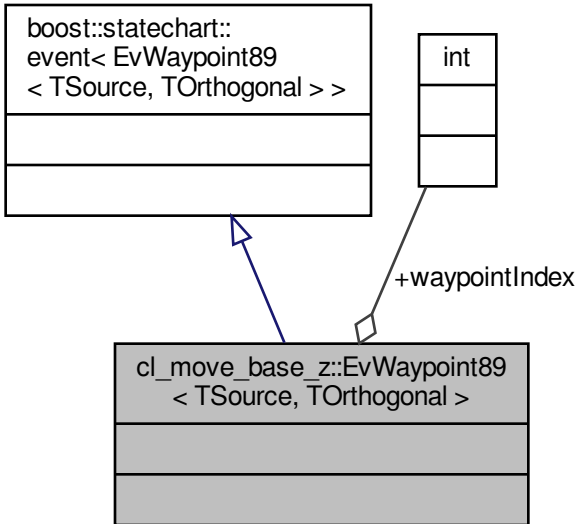 boost::statechart::
event< EvWaypoint89
< TSource, TOrthogonal > >
int
+waypointIndex
cl_move_base_z::EvWaypoint89
< TSource, TOrthogonal >